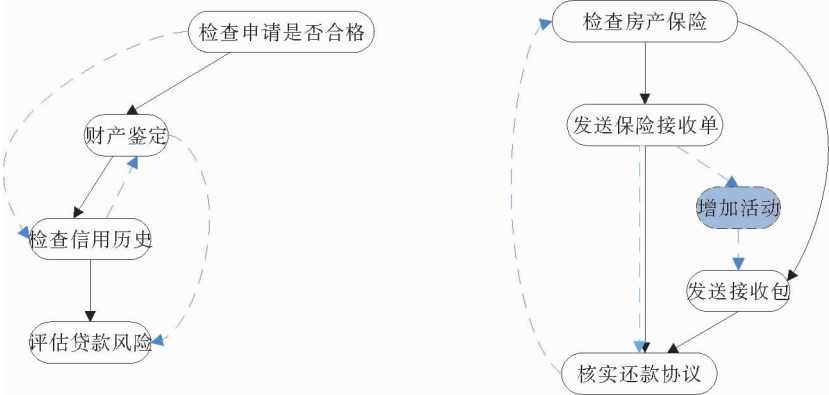 检查申请是否合格
财产鉴定
检查信用历史
评估贷款风险
检查房产保险
发送保险接收单
增加活动
发送接收包
核实还款协议